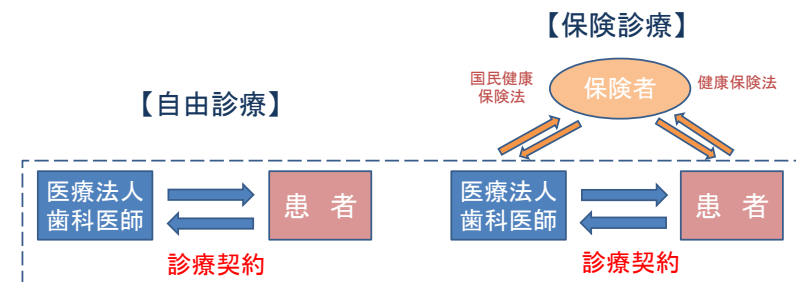 【保険診療】
国民健康
保険法
保険者
健康保険法
【自由診療】
医療法人
歯科医師
患 者
診療契約
医療法人
歯科医師
患 者
診療契約